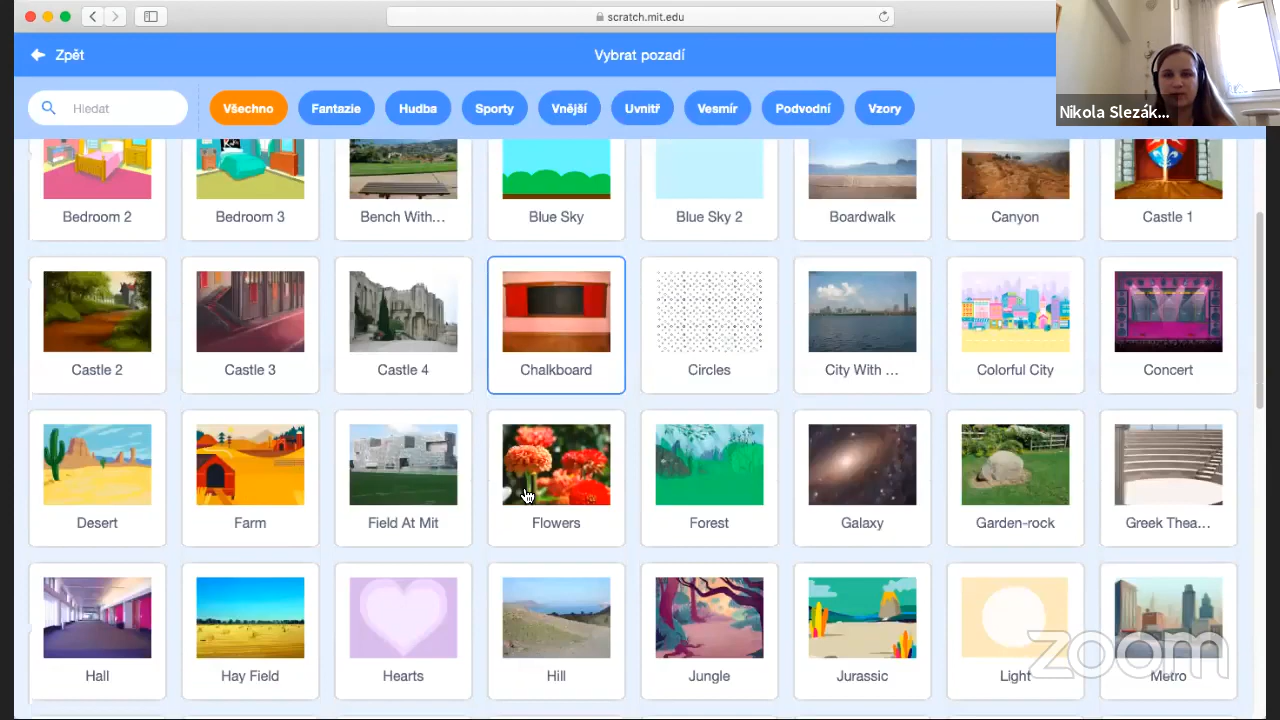 scratch.mit.edu
Zpět
Vybrat pozadí
Hledat
Všechno
Fantazie
Hudba
Sporty
Vnější
Uvnitř
Vesmír
Podvodní
Vzory
Nikola Slezák...
Bedroom 2
Bedroom 3
Bench With...
Blue Sky
Blue Sky 2
Boardwalk
Canyon
Castle 1
Castle 2
Castle 3
Castle 4
Chalkboard
Circles
City With ...
Colorful City
Concert
Desert
Farm
Field At Mit
Flowers
Forest
Galaxy
Garden-rock
Greek Thea...
Hall
Hay Field
Hearts
Hill
Jungle
Jurassic
Light
Metro
zoom